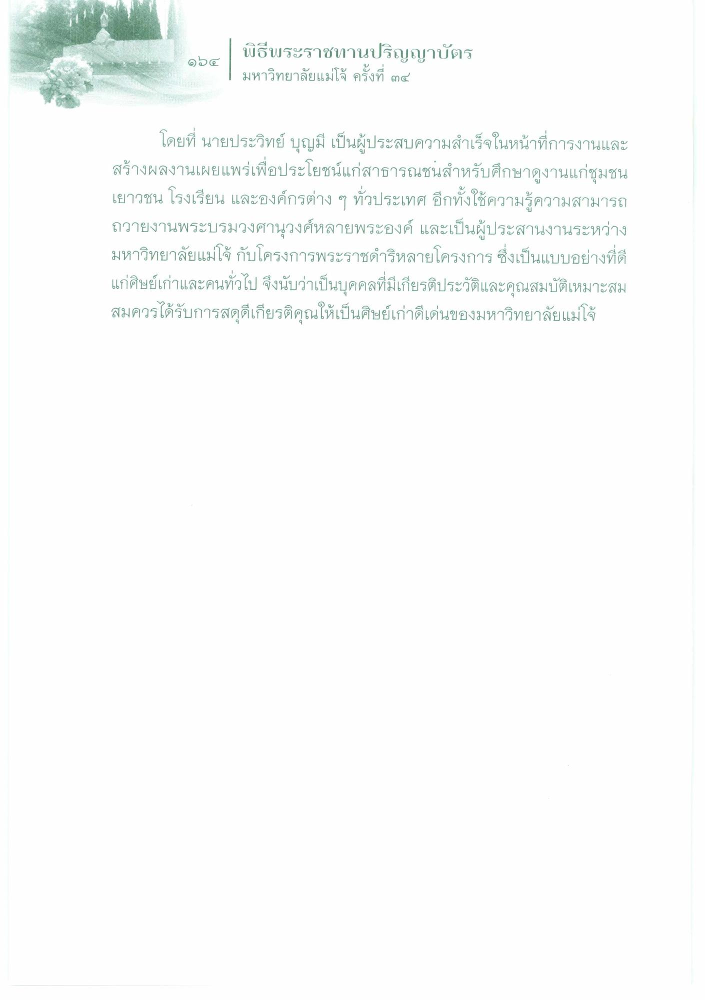 ๑๖๔
พิธีพระราชทานปริญญาบัตร
มหาวิทยาลัยแม่โจ้ ครั้งที่ ๓๔
โดยที่ นายประวิทย์ บุญมี เป็นผู้ประสบความสำเร็จในหน้าที่การงานและ
สร้างผลงานเผยแพร่เพื่อประโยชน์แก่สาธารณชนสำหรับศึกษาดูงานแก่ชุมชน
เยาวชน โรงเรียน และองค์กรต่าง ๆ ทั่วประเทศ อีกทั้งใช้ความรู้ความสามารถ
ถวายงานพระบรมวงศานุวงศ์หลายพระองค์ และเป็นผู้ประสานงานระหว่าง
มหาวิทยาลัยแม่โจ้ กับโครงการพระราชดำริหลายโครงการ ซึ่งเป็นแบบอย่างที่ดี
แก่ศิษย์เก่าและคนทั่วไป จึงนับว่าเป็นบุคคลที่มีเกียรติประวัติและคุณสมบัติเหมาะสม
สมควรได้รับการสดุดีเกียรติคุณให้เป็นศิษย์เก่าดีเด่นของมหาวิทยาลัยแม่โจ้